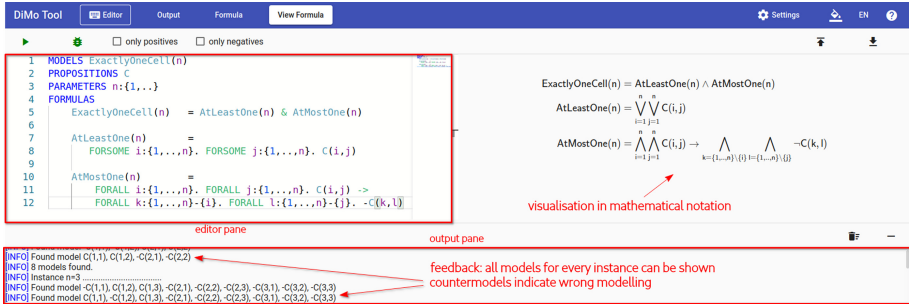 DiMo Tool Editor Output Formula View Formula Settings EN ?
only positives only negatives
1 MODELS ExactlyOneCell(n)
2 PROPOSITIONS C
3 PARAMETERS n:{1,..}
4 FORMULAS
5 ExactlyOneCell(n) = AtLeastOne(n) & AtMostOne(n)
6
7 AtLeastOne(n) =
8 FORSOME i:{1,..,n}. FORSOME j:{1,..,n}. C(i,j)
9
10 AtMostOne(n) =
11 FORALL i:{1,..,n}. FORALL j:{1,..,n}. C(i,j) ->
12 FORALL k:{1,..,n}-{i}. FORALL l:{1,..,n}-{j}. -C(k,l)
ExactlyOneCell(n) = AtLeastOne(n) ∧ AtMostOne(n)
n n
AtLeastOne(n) = ⋁ ⋁ C(i, j)
i=1 j=1
n n
AtMostOne(n) = ⋀ ⋀ C(i, j) → ⋀ ⋀ ¬C(k, l)
i=1 j=1 k={1,...,n}\{i} l={1,...,n}\{j}
visualisation in mathematical notation
editor pane
output pane
[INFO] Found model C(1,1), C(1,2), -C(2,1), -C(2,2)
[INFO] 8 models found.
[INFO] Instance n=3 ..................................
[INFO] Found model -C(1,1), C(1,2), C(1,3), -C(2,1), -C(2,2), -C(2,3), -C(3,1), -C(3,2), -C(3,3)
[INFO] Found model C(1,1), -C(1,2), C(1,3), -C(2,1), -C(2,2), -C(2,3), -C(3,1), -C(3,2), -C(3,3)
feedback: all models for every instance can be shown
countermodels indicate wrong modelling